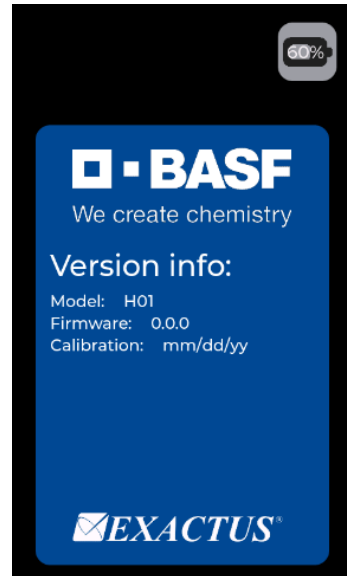 60%
BASF
We create chemistry
Version info:
Model: H01
Firmware: 0.0.0
Calibration: mm/dd/yy
EXACTUS®